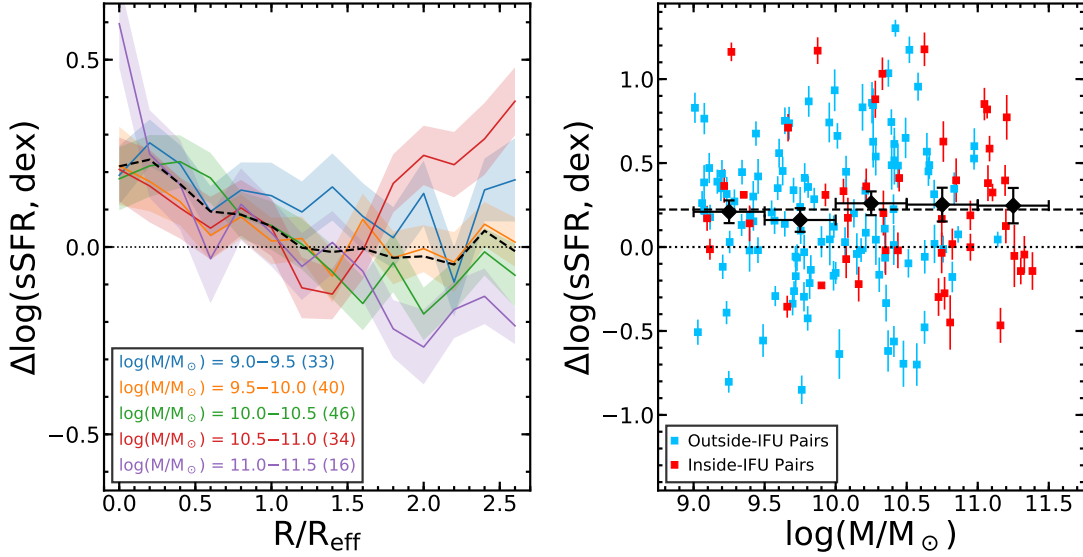 0.5
0.0
−0.5
Δlog(sSFR, dex)
log(M/M⊙) = 9.0−9.5 (33)
log(M/M⊙) = 9.5−10.0 (40)
log(M/M⊙) = 10.0−10.5 (46)
log(M/M⊙) = 10.5−11.0 (34)
log(M/M⊙) = 11.0−11.5 (16)
0.0 0.5 1.0 1.5 2.0 2.5
R/Reff
1.0
0.5
0.0
−0.5
−1.0
Δlog(sSFR, dex)
Outside-IFU Pairs
Inside-IFU Pairs
9.0 9.5 10.0 10.5 11.0 11.5
log(M/M⊙)